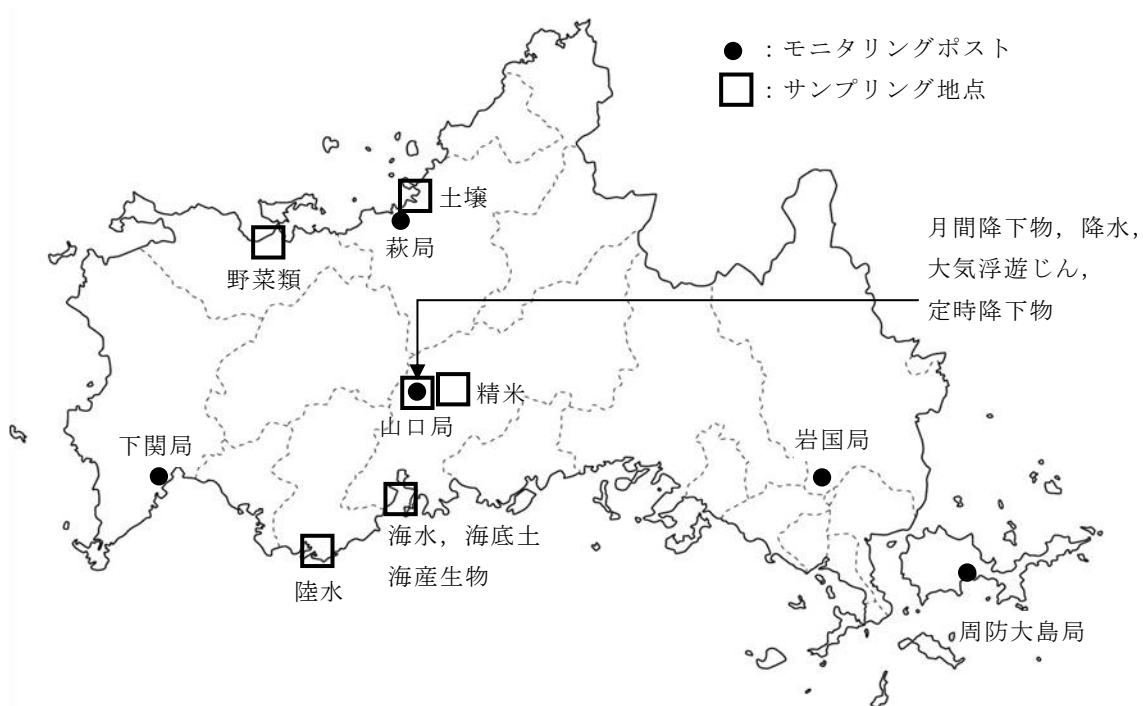 ●：モニタリングポスト
□：サンプリング地点
土壌
萩局
野菜類
月間降下物，降水，
大気浮遊じん，
定時降下物
精米
山口局
下関局
岩国局
海水，海底土
海産生物
陸水
周防大島局